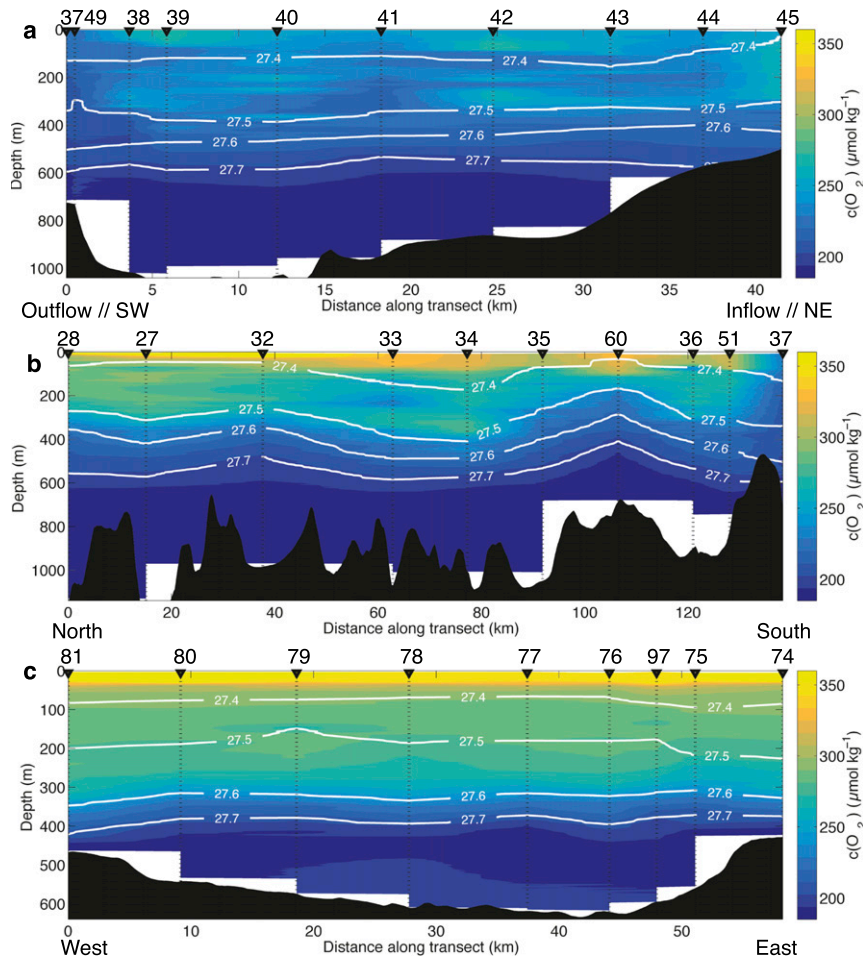 3749 38 39 40 41 42 43 44 45
a
0
200
400
600
800
1000
Depth (m)
27.4 27.4 27.4
27.5 27.5 27.5
27.6 27.6 27.6
27.7 27.7 27.7
0 5 10 15 20 25 30 35 40
Distance along transect (km)
Outflow // SW Inflow // NE
350
300
250
200
c(O2) (μmol kg⁻¹)
28 27 32 33 34 35 60 36 51 37
b
0
200
400
600
800
1000
Depth (m)
27.4 27.4 27.4
27.5 27.5 27.5
27.6 27.6 27.6
27.7 27.7 27.7
0 20 40 60 80 100 120
Distance along transect (km)
North South
350
300
250
200
c(O2) (μmol kg⁻¹)
81 80 79 78 77 76 97 75 74
c
0
100
200
300
400
500
600
Depth (m)
27.4 27.4 27.4
27.5 27.5 27.5
27.6 27.6 27.6
27.7 27.7 27.7
0 10 20 30 40 50
Distance along transect (km)
West East
350
300
250
200
c(O2) (μmol kg⁻¹)